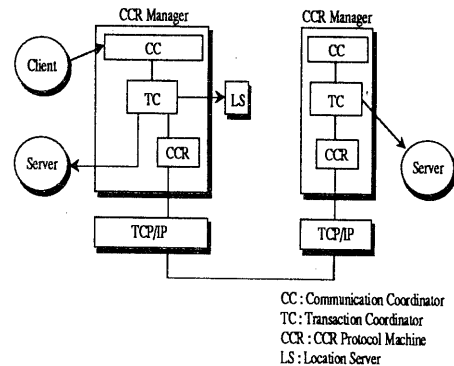 CCR Manager
CCR Manager
CC
CC
Client
TC
LS
TC
Server
CCR
CCR
Server
TCP/IP
TCP/IP
CC : Communication Coordinator
TC : Transaction Coordinator
CCR : CCR Protocol Machine
LS : Location Server